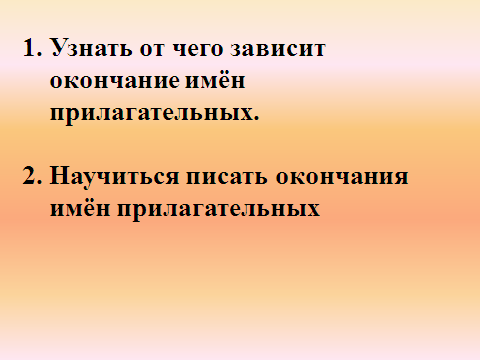 1. Узнать от чего зависит
окончание имён
прилагательных.
2. Научиться писать окончания
имён прилагательных